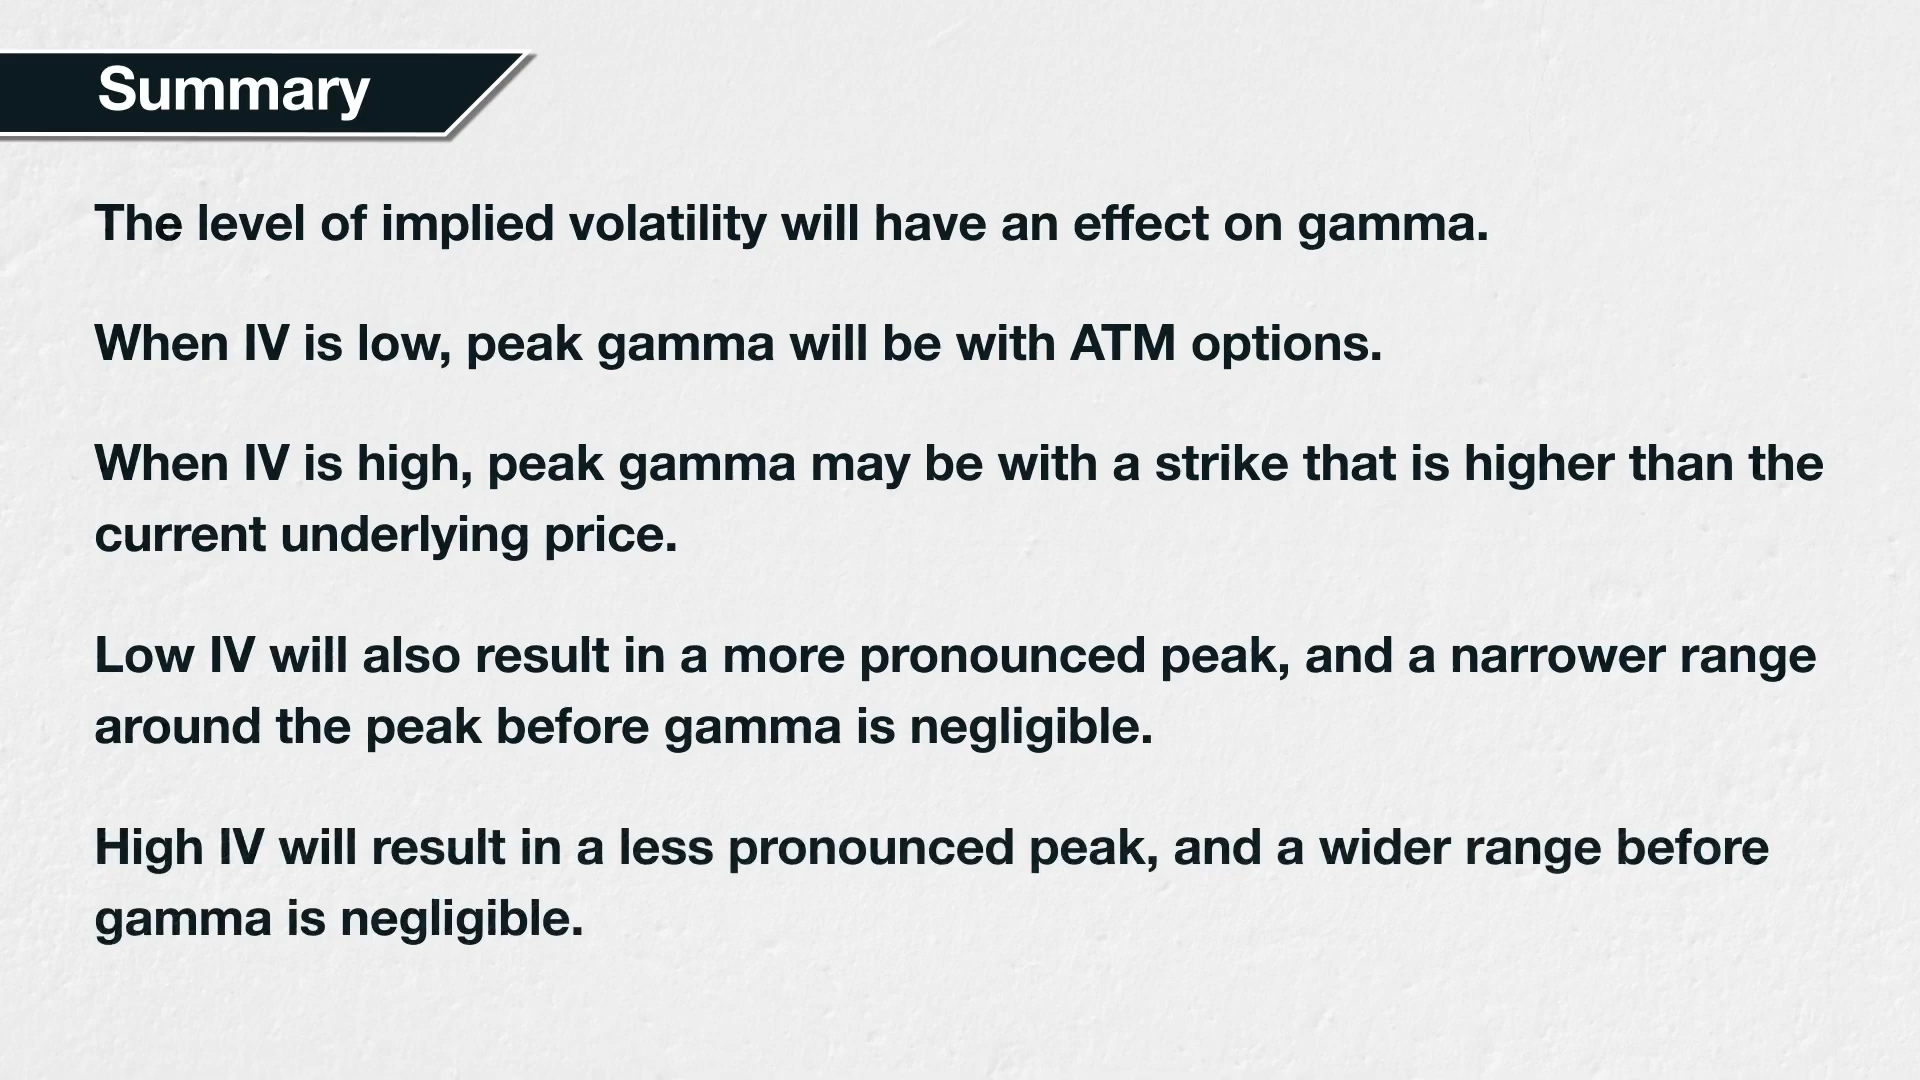 Summary
The level of implied volatility will have an effect on gamma.
When IV is low, peak gamma will be with ATM options.
When IV is high, peak gamma may be with a strike that is higher than the
current underlying price.
Low IV will also result in a more pronounced peak, and a narrower range
around the peak before gamma is negligible.
High IV will result in a less pronounced peak, and a wider range before
gamma is negligible.